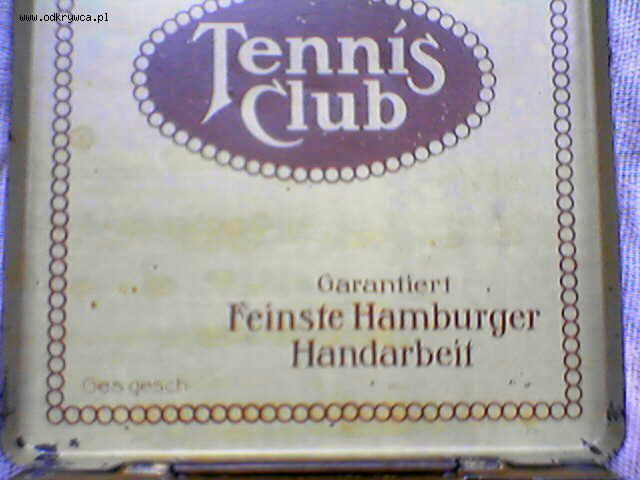 www.odkrywca.pl
Tennis
Club
Garantiert
Feinste Hamburger
Handarbeit
Ges. gesch.